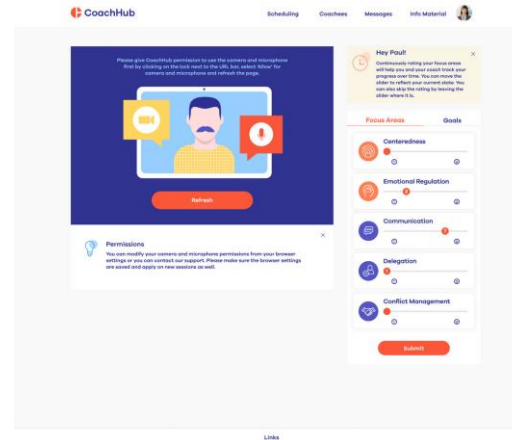 CoachHub
Scheduling
Coachees
Messages
Info Material
Please give CoachHub permission to use the camera and microphone
first by clicking on the lock next to the URL bar, select 'Allow' for
camera and microphone and refresh the page.
Refresh
Permissions
You can modify your camera and microphone permissions from your browser
settings or you can contact our support. Please make sure the browser settings
are saved and apply on new sessions as well.
Hey Paul!
Continuously rating your focus areas
will help you and your coach track your
progress over time. You can move the
slider to reflect your current state. You
can also skip the rating by leaving the
slider where it is.
Focus Areas
Goals
Centeredness
Emotional Regulation
Communication
Delegation
Conflict Management
Submit
Links